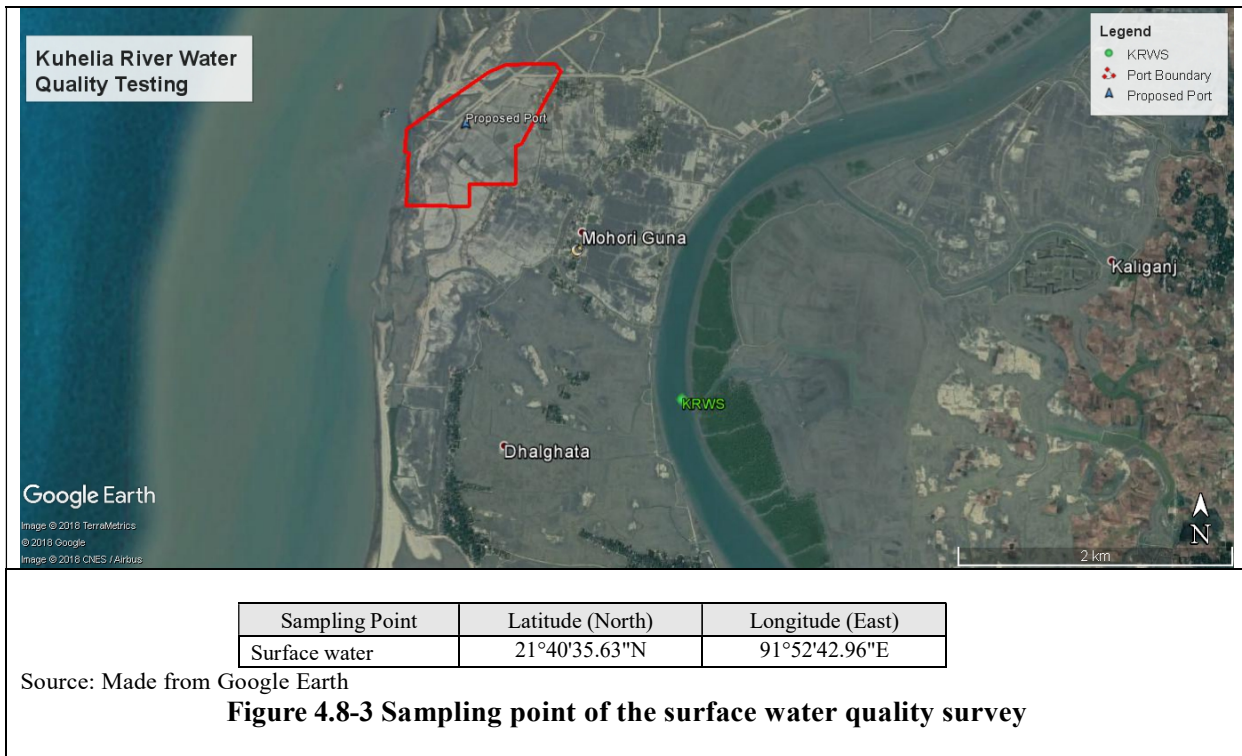 Kuhelia River Water
Quality Testing
Legend
KRWS
Port Boundary
Proposed Port
Proposed Port
Mohori Guna
Kaliganj
KRWS
Dhalghata
Google Earth
Image © 2018 TerraMetrics
© 2018 Google
Image © 2018 CNES / Airbus
N
2 km
Sampling Point Latitude (North) Longitude (East)
Surface water 21°40'35.63"N 91°52'42.96"E
Source: Made from Google Earth
Figure 4.8-3 Sampling point of the surface water quality survey